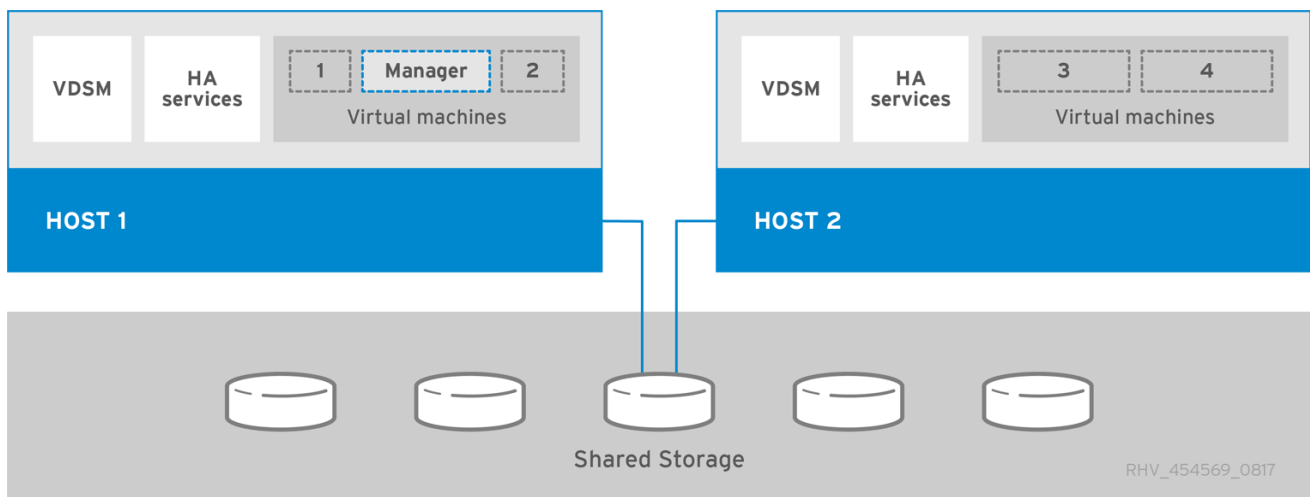 VDSM
HA
services
1
Manager
2
Virtual machines
HOST 1
VDSM
HA
services
3
4
Virtual machines
HOST 2
Shared Storage
RHV_454569_0817